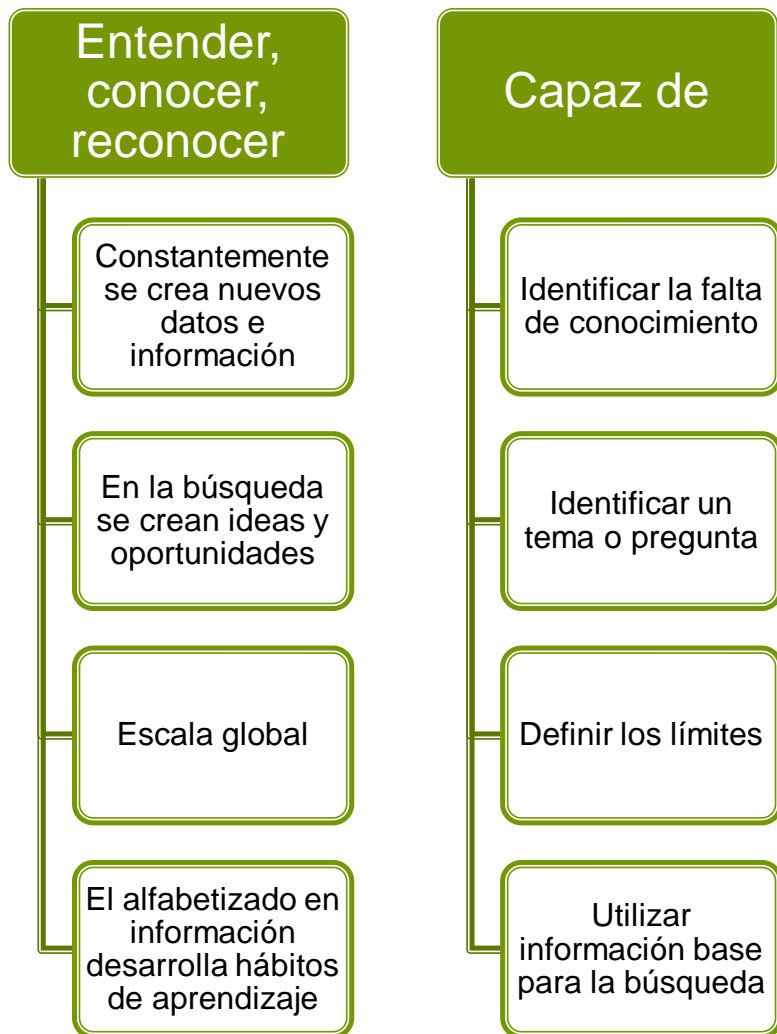 Entender,
conocer,
reconocer
Constantemente
se crea nuevos
datos e
información
En la búsqueda
se crean ideas y
oportunidades
Escala global
El alfabetizado en
información
desarrolla hábitos
de aprendizaje
Capaz de
Identificar la falta
de conocimiento
Identificar un
tema o pregunta
Definir los límites
Utilizar
información base
para la búsqueda